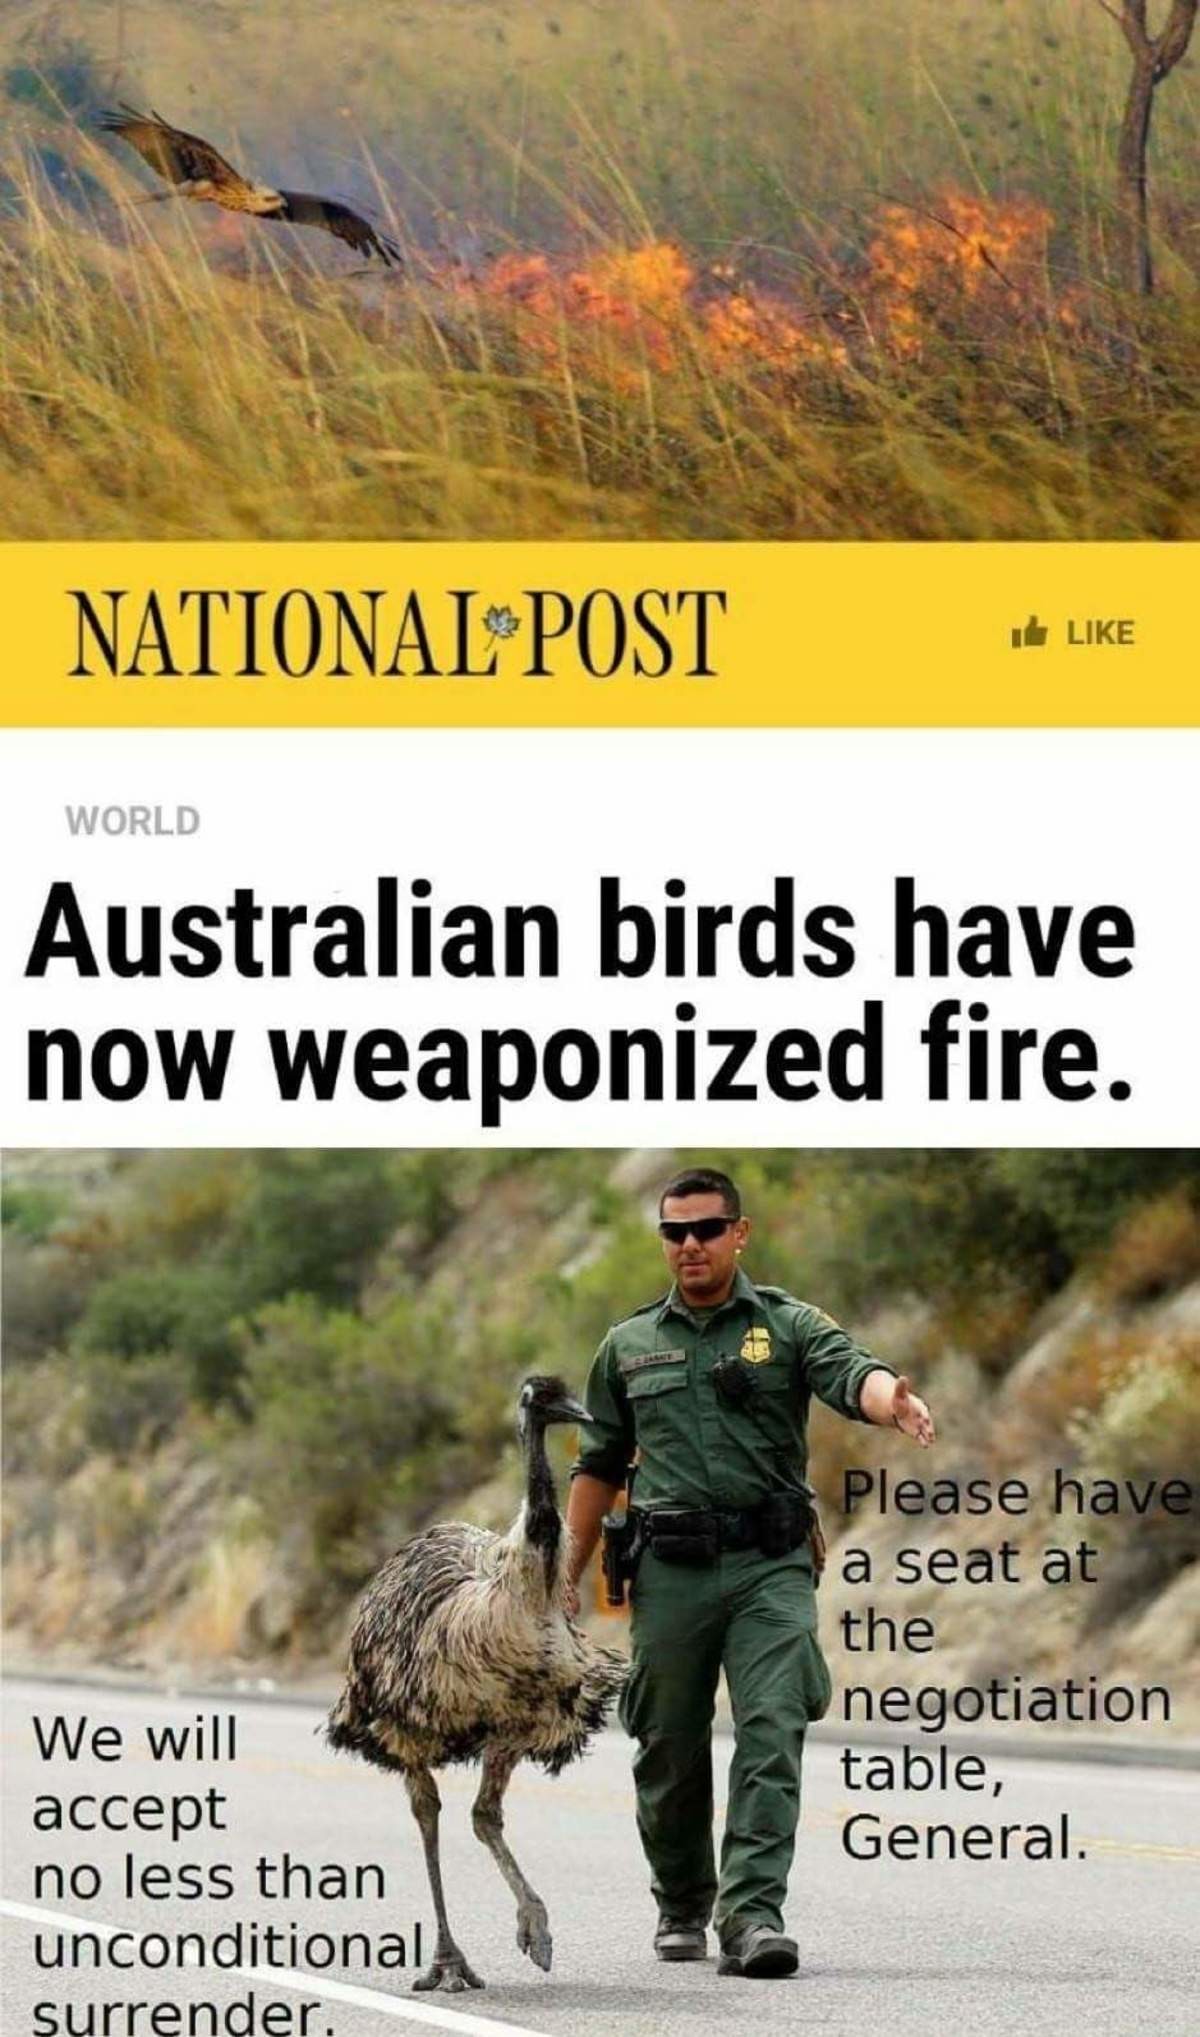 NATIONAL POST
LIKE
WORLD
Australian birds have
now weaponized fire.
Please have
a seat at
the
negotiation
table,
General.
We will
accept
no less than
unconditional
surrender.